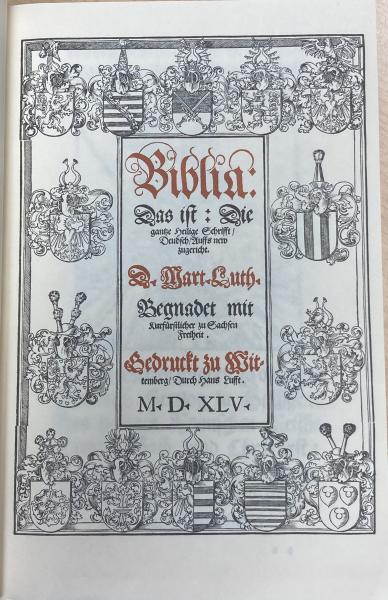 Biblia:
Das ist: Die
gantze Heilige Schrifft/
Deudsch/Auffs new
zugericht.
D. Mart. Luth.
Begnadet mit
Kurfürstlicher zu Sachsen
Freiheit.
Gedruckt zu Wit-
temberg/Durch Hans Lufft.
M. D. XLV.